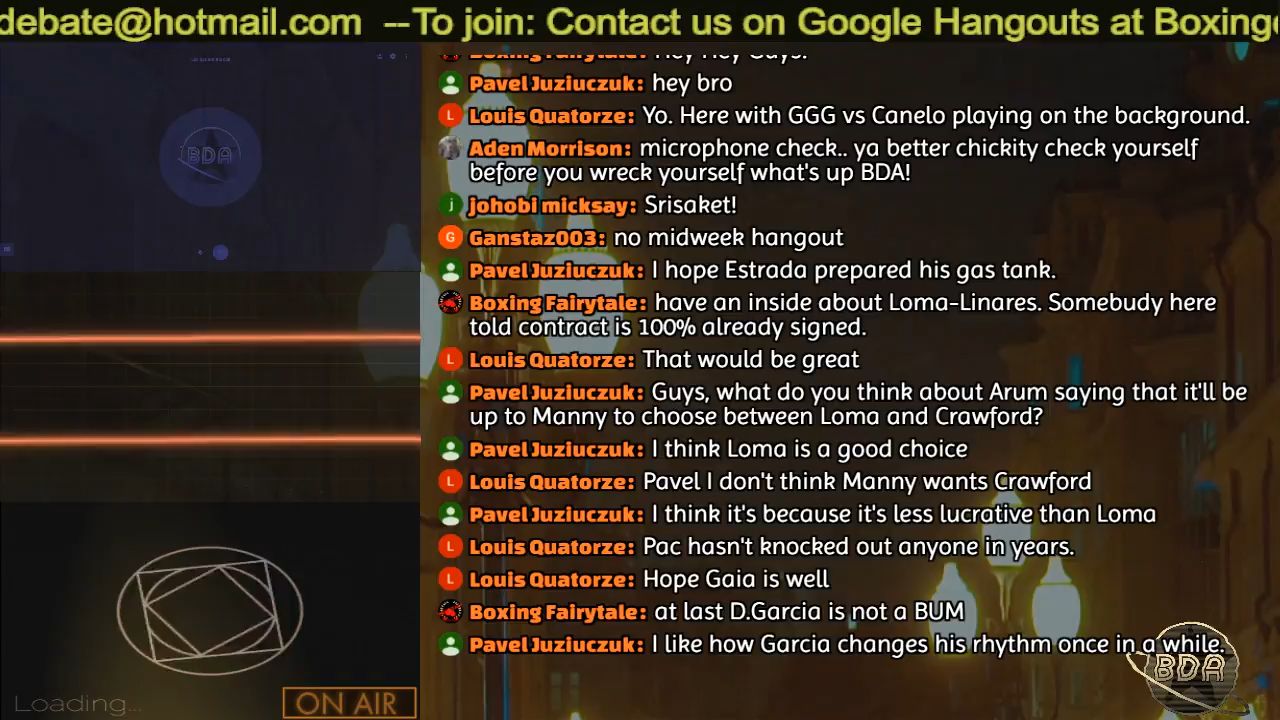 debate@hotmail.com --To join: Contact us on Google Hangouts at Boxing
Boxing Fairytale: Hey Hey Guys!
Pavel Juziuczuk: hey bro
Louis Quatorze: Yo. Here with GGG vs Canelo playing on the background.
Aden Morrison: microphone check.. ya better chickity check yourself
before you wreck yourself what's up BDA!
johobi micksay: Srisaket!
Ganstaz003: no midweek hangout
Pavel Juziuczuk: I hope Estrada prepared his gas tank.
Boxing Fairytale: have an inside about Loma-Linares. Somebudy here
told contract is 100% already signed.
Louis Quatorze: That would be great
Pavel Juziuczuk: Guys, what do you think about Arum saying that it'll be
up to Manny to choose between Loma and Crawford?
Pavel Juziuczuk: I think Loma is a good choice
Louis Quatorze: Pavel I don't think Manny wants Crawford
Pavel Juziuczuk: I think it's because it's less lucrative than Loma
Louis Quatorze: Pac hasn't knocked out anyone in years.
Louis Quatorze: Hope Gaia is well
Boxing Fairytale: at last D.Garcia is not a BUM
Pavel Juziuczuk: I like how Garcia changes his rhythm once in a while.
BDA
BDA
Loading...
ON AIR